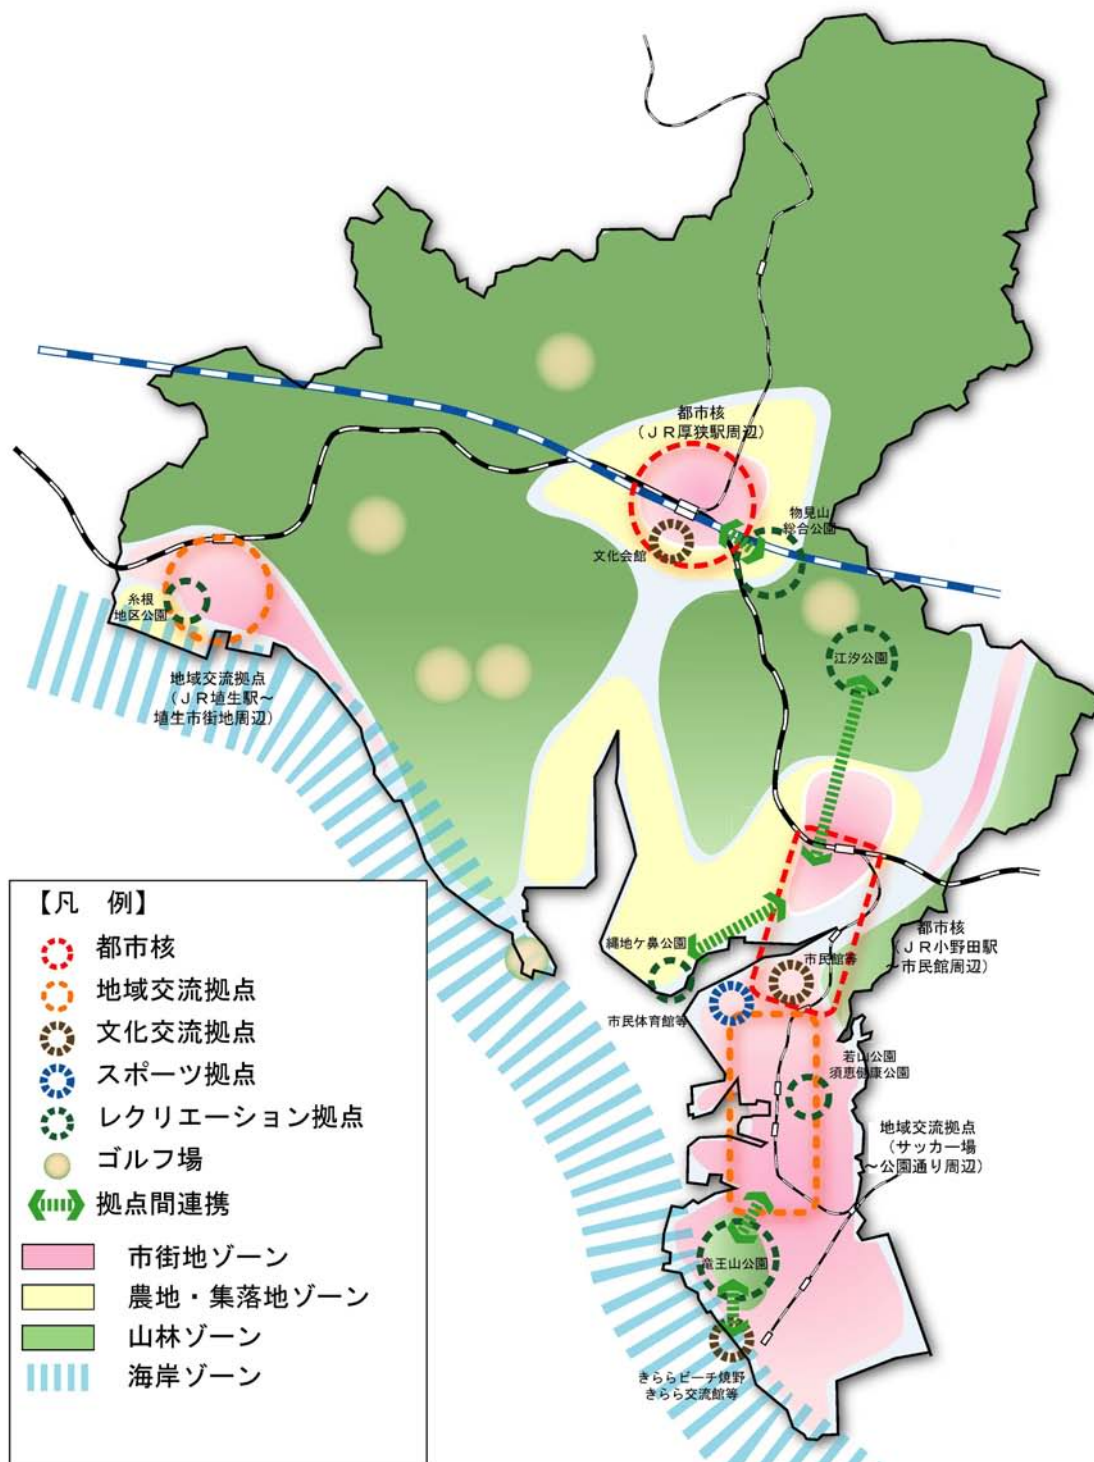 都市核
（ＪＲ厚狭駅周辺）
物見山
総合公園
文化会館
糸根
地区公園
江汐公園
地域交流拠点
（ＪＲ埴生駅～
埴生市街地周辺）
縄地ケ鼻公園
都市核
（ＪＲ小野田駅
～市民館周辺）
市民館等
市民体育館等
若山公園
須恵健康公園
地域交流拠点
（サッカー場
～公園通り周辺）
竜王山公園
きららビーチ焼野
きらら交流館等
【凡　例】
都市核
地域交流拠点
文化交流拠点
スポーツ拠点
レクリエーション拠点
ゴルフ場
拠点間連携
市街地ゾーン
農地・集落地ゾーン
山林ゾーン
海岸ゾーン